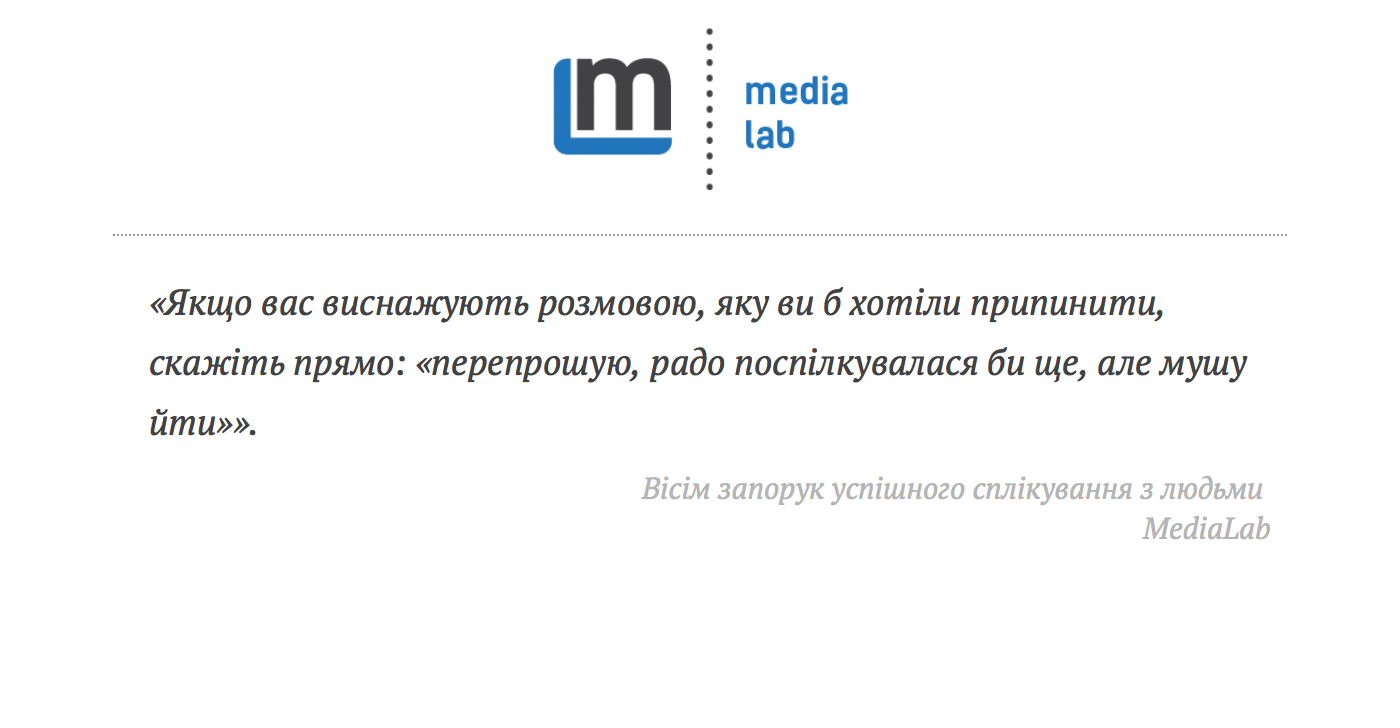 m
media
lab
«Якщо вас виснажують розмовою, яку ви б хотіли припинити,
скажіть прямо: «перепрошую, радо поспілкувалася би ще, але мушу
йти»».
Вісім запорук успішного сплікування з людьми
MediaLab